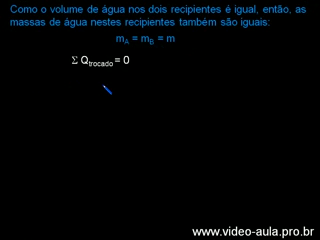 Como o volume de água nos dois recipientes é igual, então, as
massas de água nestes recipientes também são iguais:
mA = mB = m
Σ Qtrocado = 0
www.video-aula.pro.br